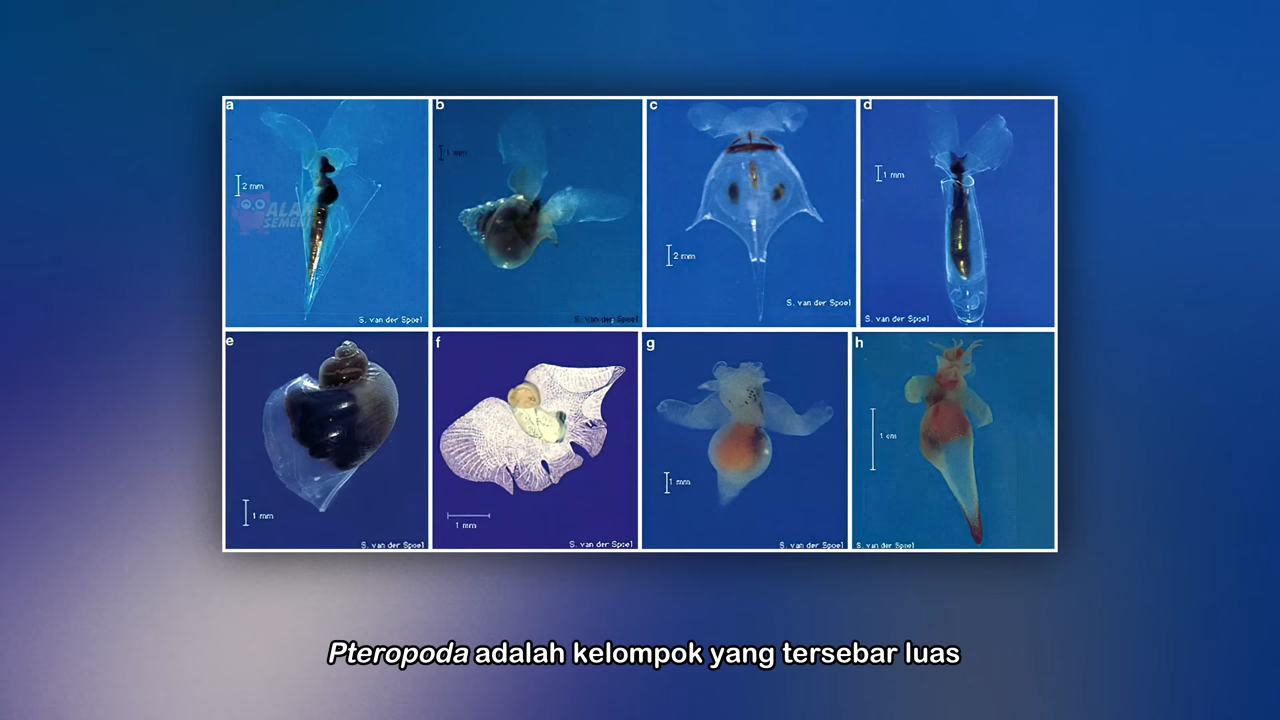 a
b
c
d
2 mm
1 mm
2 mm
1 mm
ALAM
SEMENIT
S. van der Spoel
S. van der Spoel
S. van der Spoel
S. van der Spoel
e
f
g
h
1 mm
1 mm
1 mm
1 cm
S. van der Spoel
S. van der Spoel
S. van der Spoel
S. van der Spoel
Pteropoda adalah kelompok yang tersebar luas